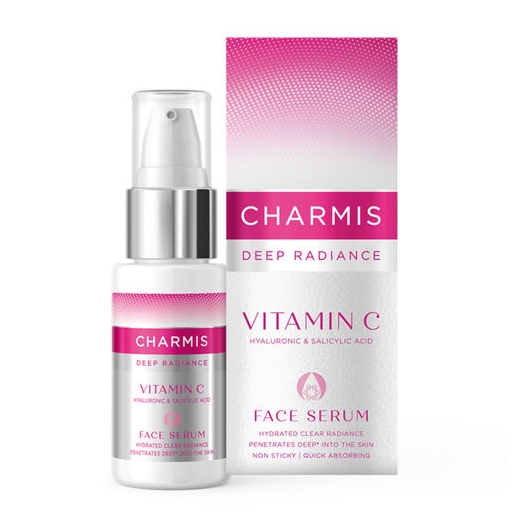 CHARMIS
DEEP RADIANCE
VITAMIN C
HYALURONIC & SALICYLIC ACID
FACE SERUM
HYDRATED CLEAR RADIANCE
PENETRATES DEEP* INTO THE SKIN
CHARMIS
DEEP RADIANCE
VITAMIN C
HYALURONIC & SALICYLIC ACID
FACE SERUM
HYDRATED CLEAR RADIANCE
PENETRATES DEEP* INTO THE SKIN
NON STICKY | QUICK ABSORBING